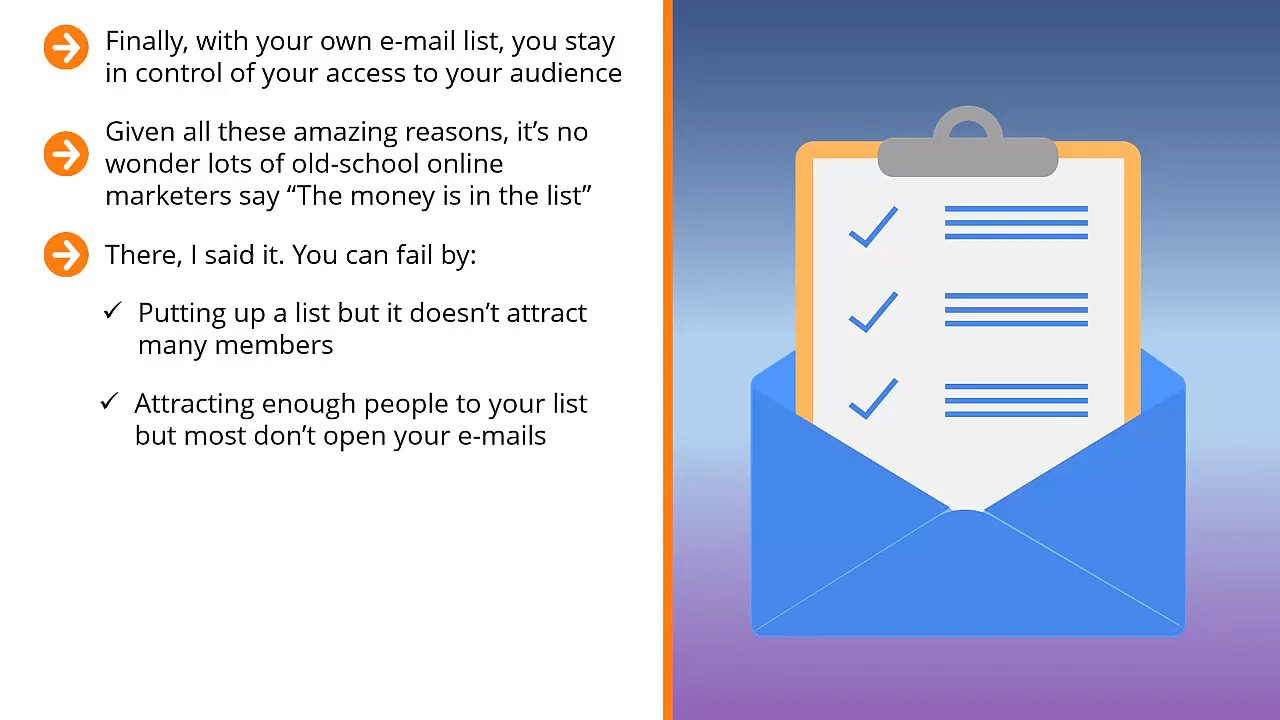 Finally, with your own e-mail list, you stay
in control of your access to your audience
Given all these amazing reasons, it’s no
wonder lots of old-school online
marketers say “The money is in the list”
There, I said it. You can fail by:
Putting up a list but it doesn’t attract
many members
Attracting enough people to your list
but most don’t open your e-mails